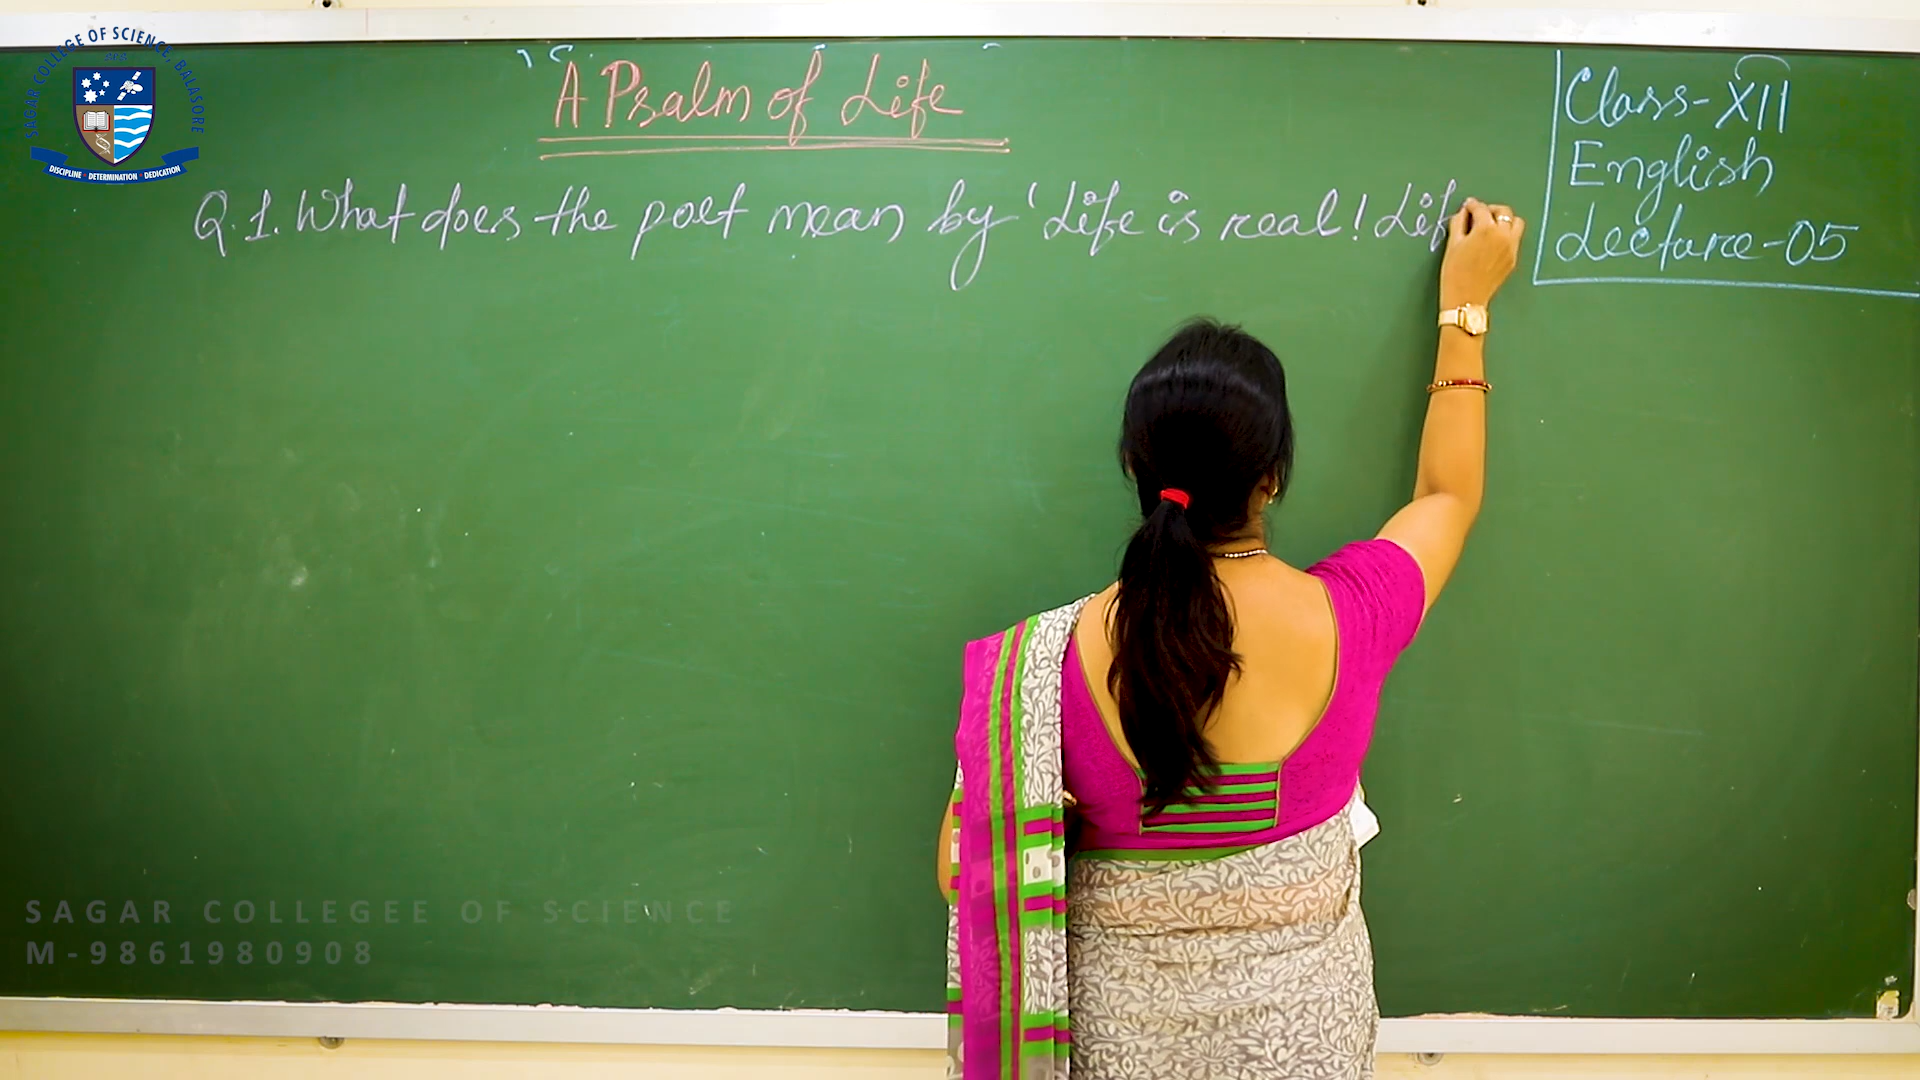 SAGAR COLLEGE OF SCIENCE, BALASORE
DISCIPLINE DETERMINATION DEDICATION
A Psalm of Life
Class-XII
English
Lecture-05
Q.1. What does the poet mean by 'Life is real! Lif
SAGAR COLLEGEE OF SCIENCE
M-9861980908